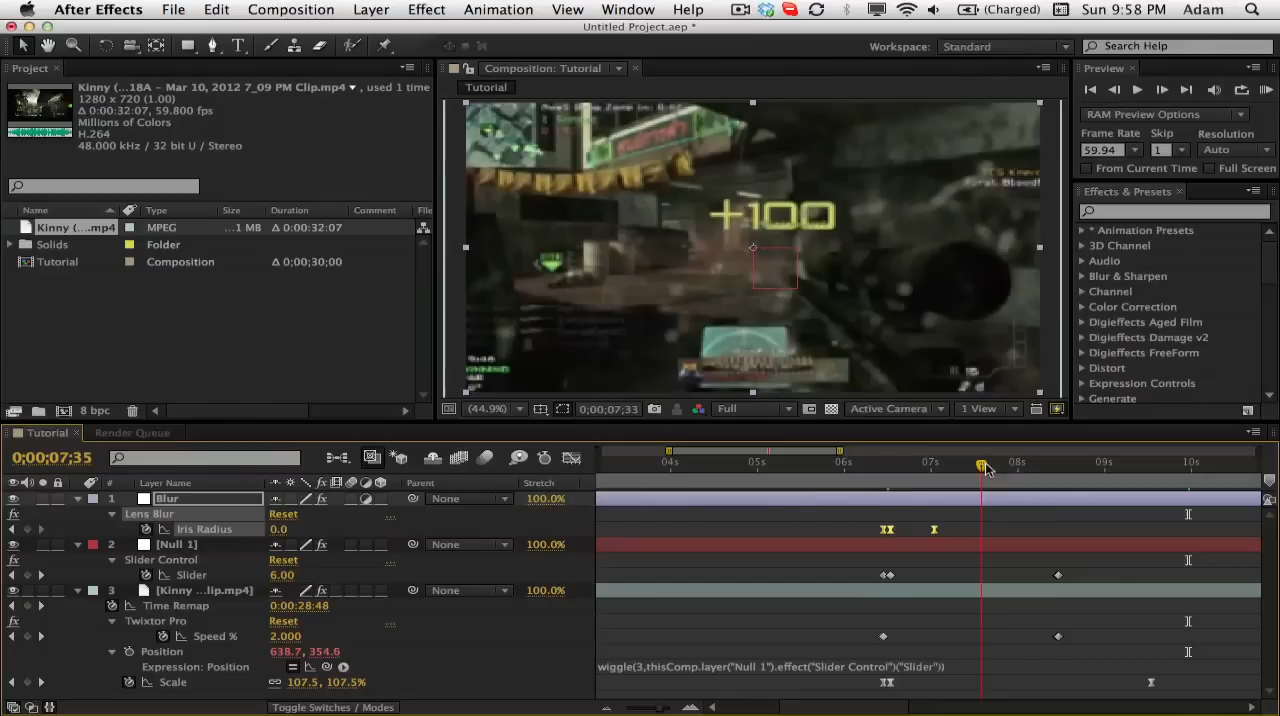 After Effects File Edit Composition Layer Effect Animation View Window Help (Charged) Sun 9:58 PM Adam
Untitled Project.aep *
Workspace: Standard Search Help
Project
Kinny (...18A – Mar 10, 2012 7_09 PM Clip.mp4 , used 1 time
1280 x 720 (1.00)
Δ 0:00:32:07, 59.800 fps
Millions of Colors
H.264
48.000 kHz / 32 bit U / Stereo
Name Type Size Duration Comment File
Kinny (....mp4 MPEG ...1 MB Δ 0:00:32:07
Solids Folder
Tutorial Composition Δ 0;00;30;00
8 bpc
Composition: Tutorial
Tutorial
First Blood!
+100
(44.9%) 0;00;07;33 Full Active Camera 1 View
Preview
RAM Preview Options
Frame Rate Skip Resolution
59.94 1 Auto
From Current Time Full Screen
Effects & Presets
* Animation Presets
3D Channel
Audio
Blur & Sharpen
Channel
Color Correction
Digieffects Aged Film
Digieffects Damage v2
Digieffects FreeForm
Distort
Expression Controls
Generate
Tutorial Render Queue
0;00;07;35
04s 05s 06s 07s 08s 09s 10s
# Layer Name Parent Stretch
1 Blur None 100.0%
Lens Blur Reset ...
Iris Radius 0.0
2 [Null 1] None 100.0%
Slider Control Reset ...
Slider 6.00
3 [Kinny ...lip.mp4] None 100.0%
Time Remap 0:00:28:48
Twixtor Pro Reset ...
Speed % 2.000
Position 638.7, 354.6
Expression: Position wiggle(3,thisComp.layer("Null 1").effect("Slider Control")("Slider"))
Scale 107.5, 107.5%
Toggle Switches / Modes